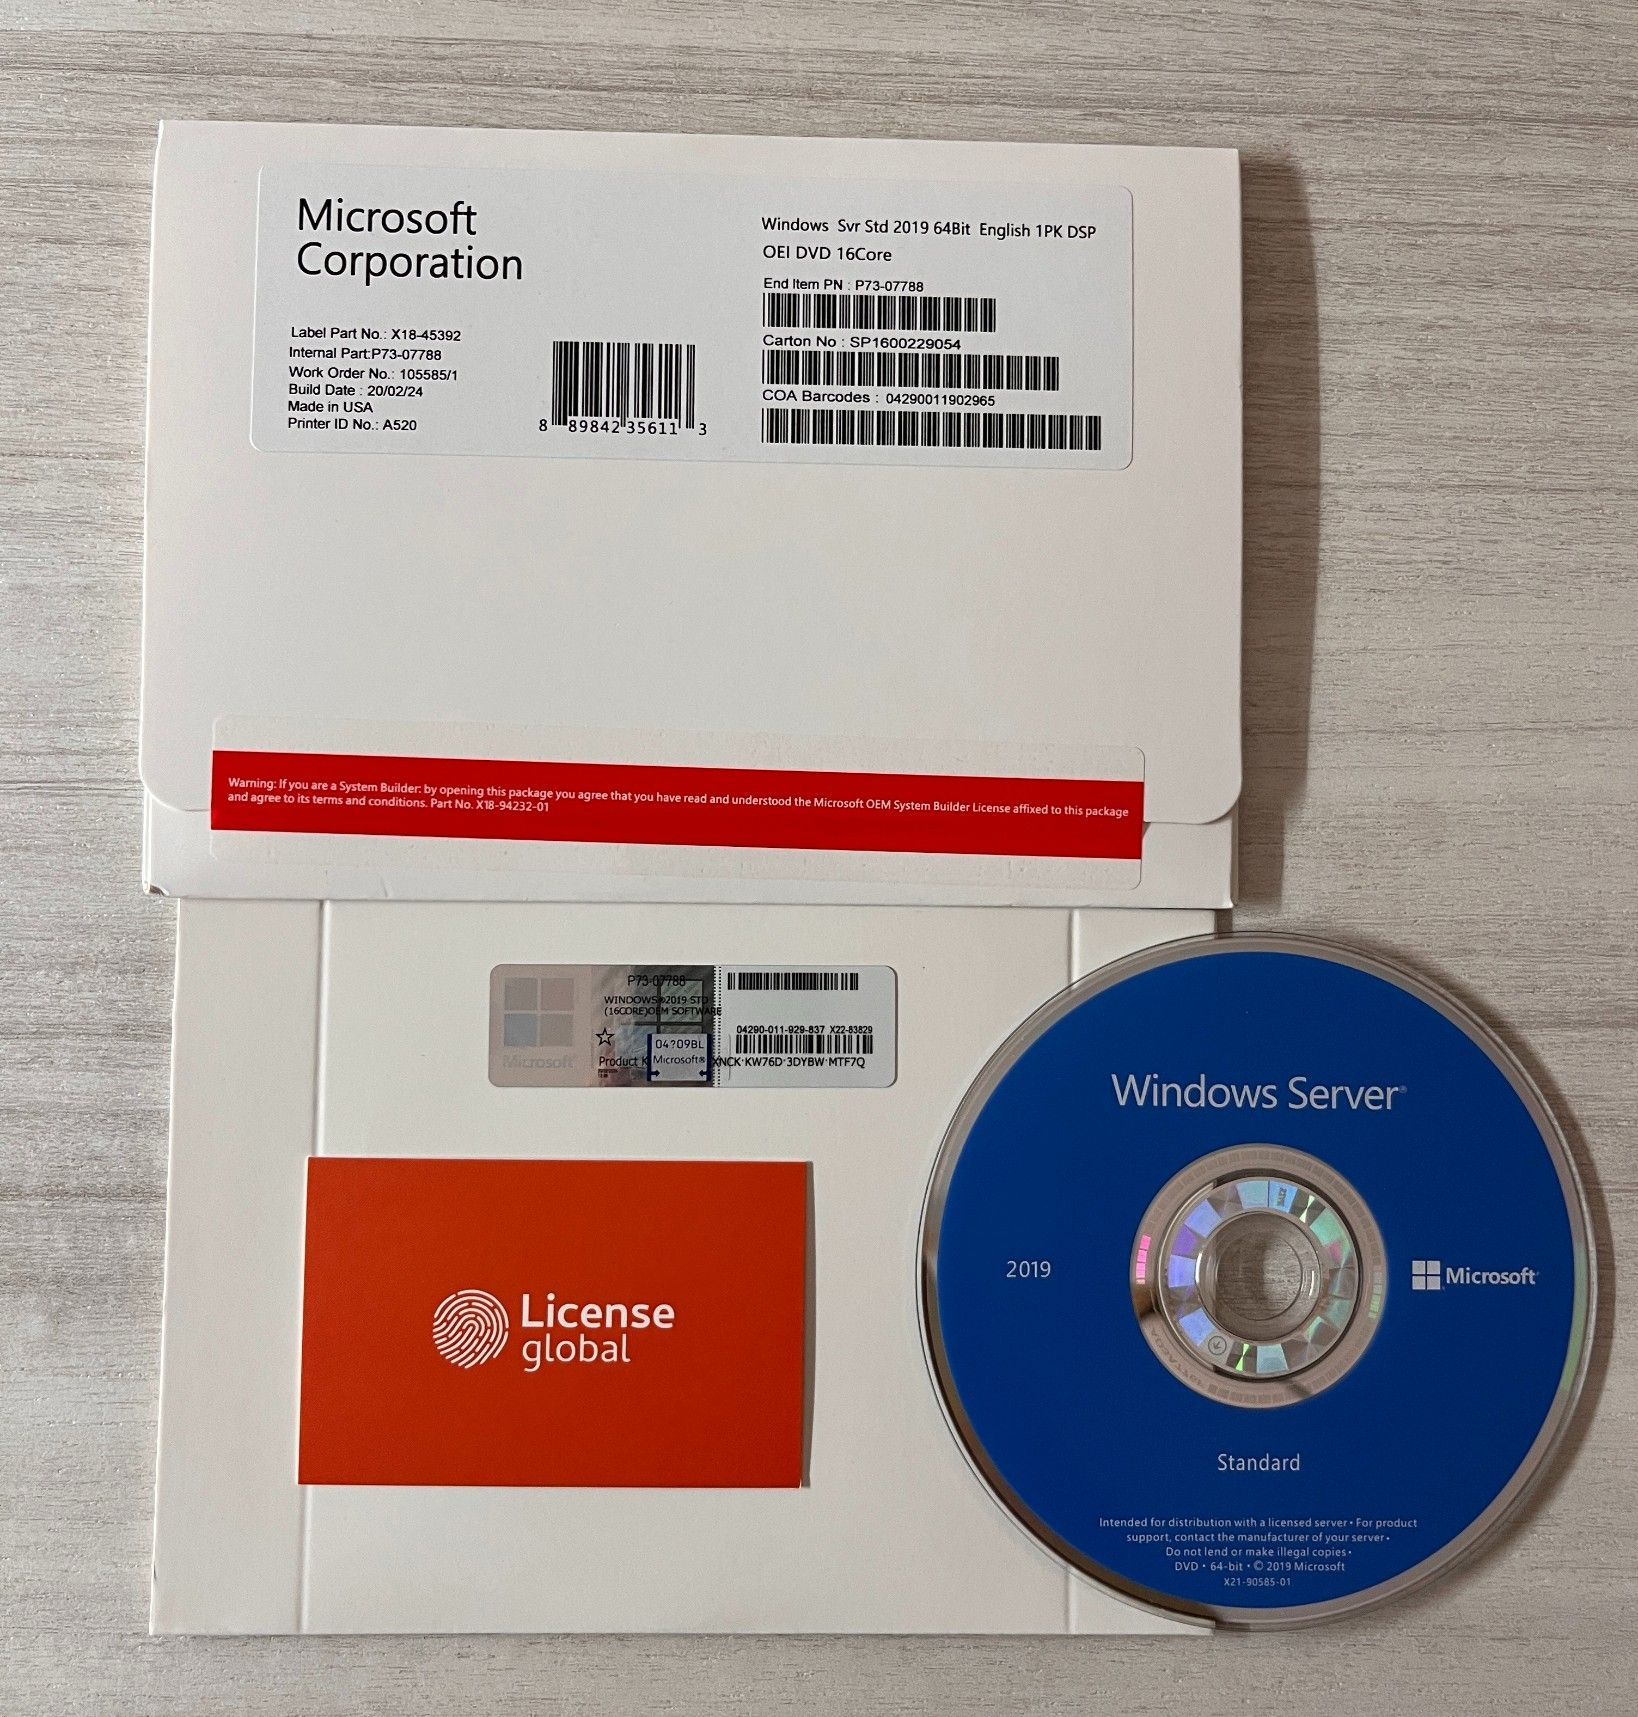 Microsoft
Corporation
Label Part No.: X18-45392
Internal Part:P73-07788
Work Order No.: 105585/1
Build Date : 20/02/24
Made in USA
Printer ID No.: A520
8 89842 35611 3
Windows Svr Std 2019 64Bit English 1PK DSP
OEI DVD 16Core
End Item PN : P73-07788
Carton No : SP1600229054
COA Barcodes : 04290011902965
Warning: If you are a System Builder: by opening this package you agree that you have read and understood the Microsoft OEM System Builder License affixed to this package
and agree to its terms and conditions. Part No. X18-94232-01
P73-07788
WINDOWS®2019 STD
(16CORE)OEM SOFTWARE
04290-011-929-837 X22-83829
04?09BL
Product K
Microsoft®
XNCK·KW76D·3DYBW·MTF7Q
Microsoft
License
global
Windows Server®
2019
Microsoft
Standard
Intended for distribution with a licensed server • For product
support, contact the manufacturer of your server •
Do not lend or make illegal copies •
DVD • 64-bit • © 2019 Microsoft
X21-90585-01